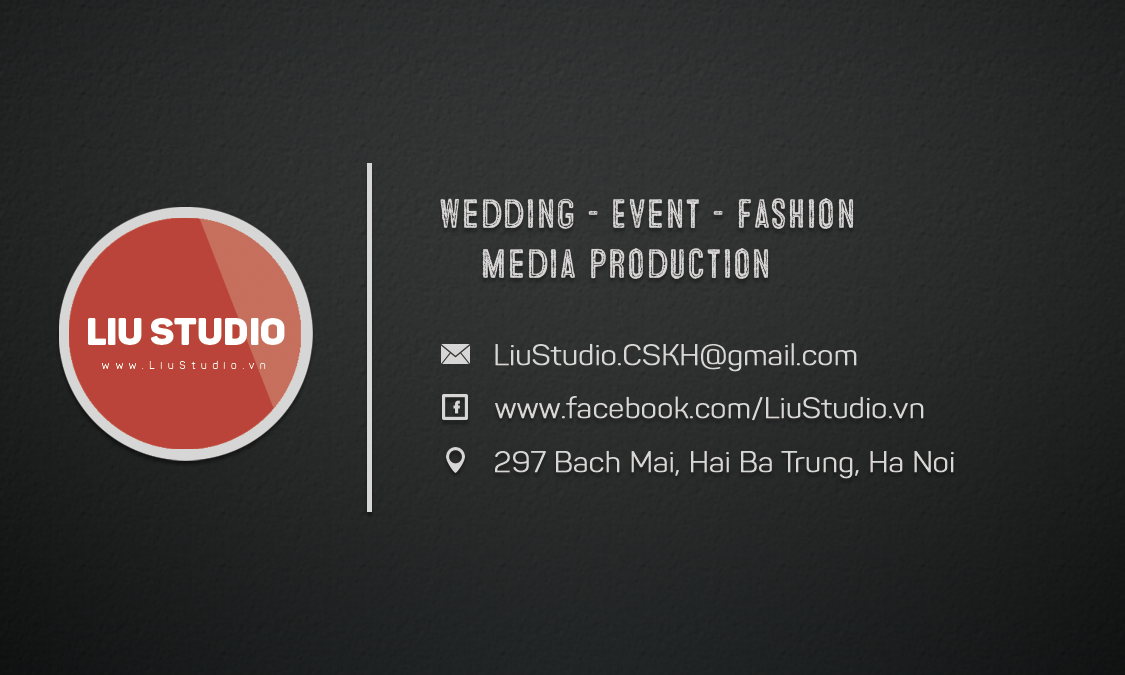 LIU STUDIO
www.LiuStudio.vn
WEDDING - EVENT - FASHION
MEDIA PRODUCTION
LiuStudio.CSKH@gmail.com
www.facebook.com/LiuStudio.vn
297 Bach Mai, Hai Ba Trung, Ha Noi